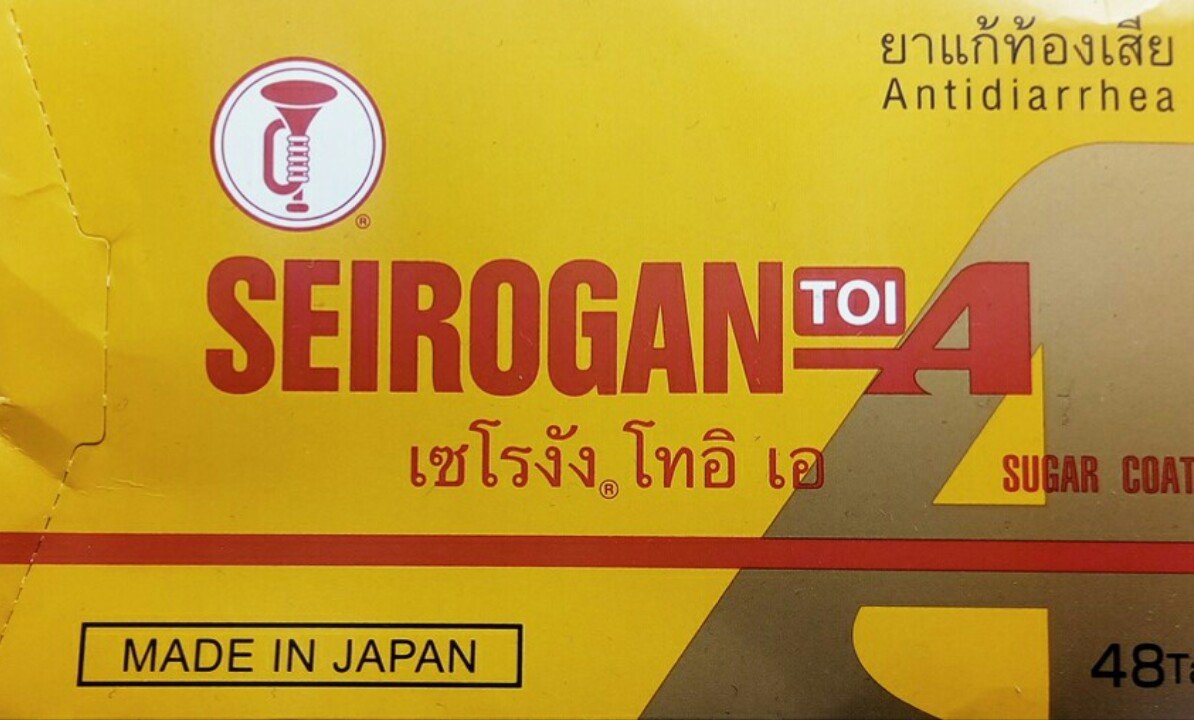 ยาแก้ท้องเสีย
Antidiarrhea
®
SEIROGAN TOI-A
เซโรงัง® โทอิ เอ
SUGAR COAT
MADE IN JAPAN
48Ta